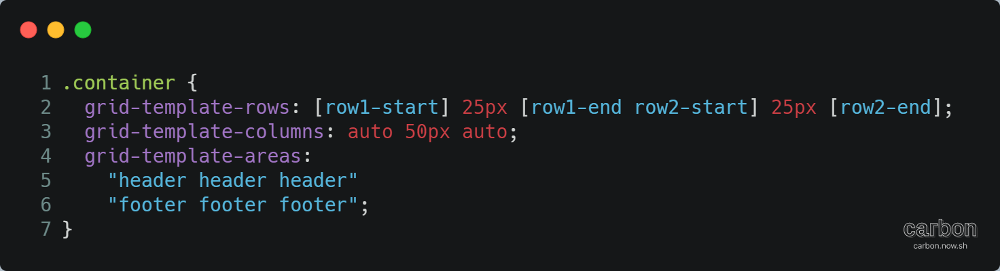 1 .container {
2   grid-template-rows: [row1-start] 25px [row1-end row2-start] 25px [row2-end];
3   grid-template-columns: auto 50px auto;
4   grid-template-areas:
5     "header header header"
6     "footer footer footer";
7 }
carbon
carbon.now.sh